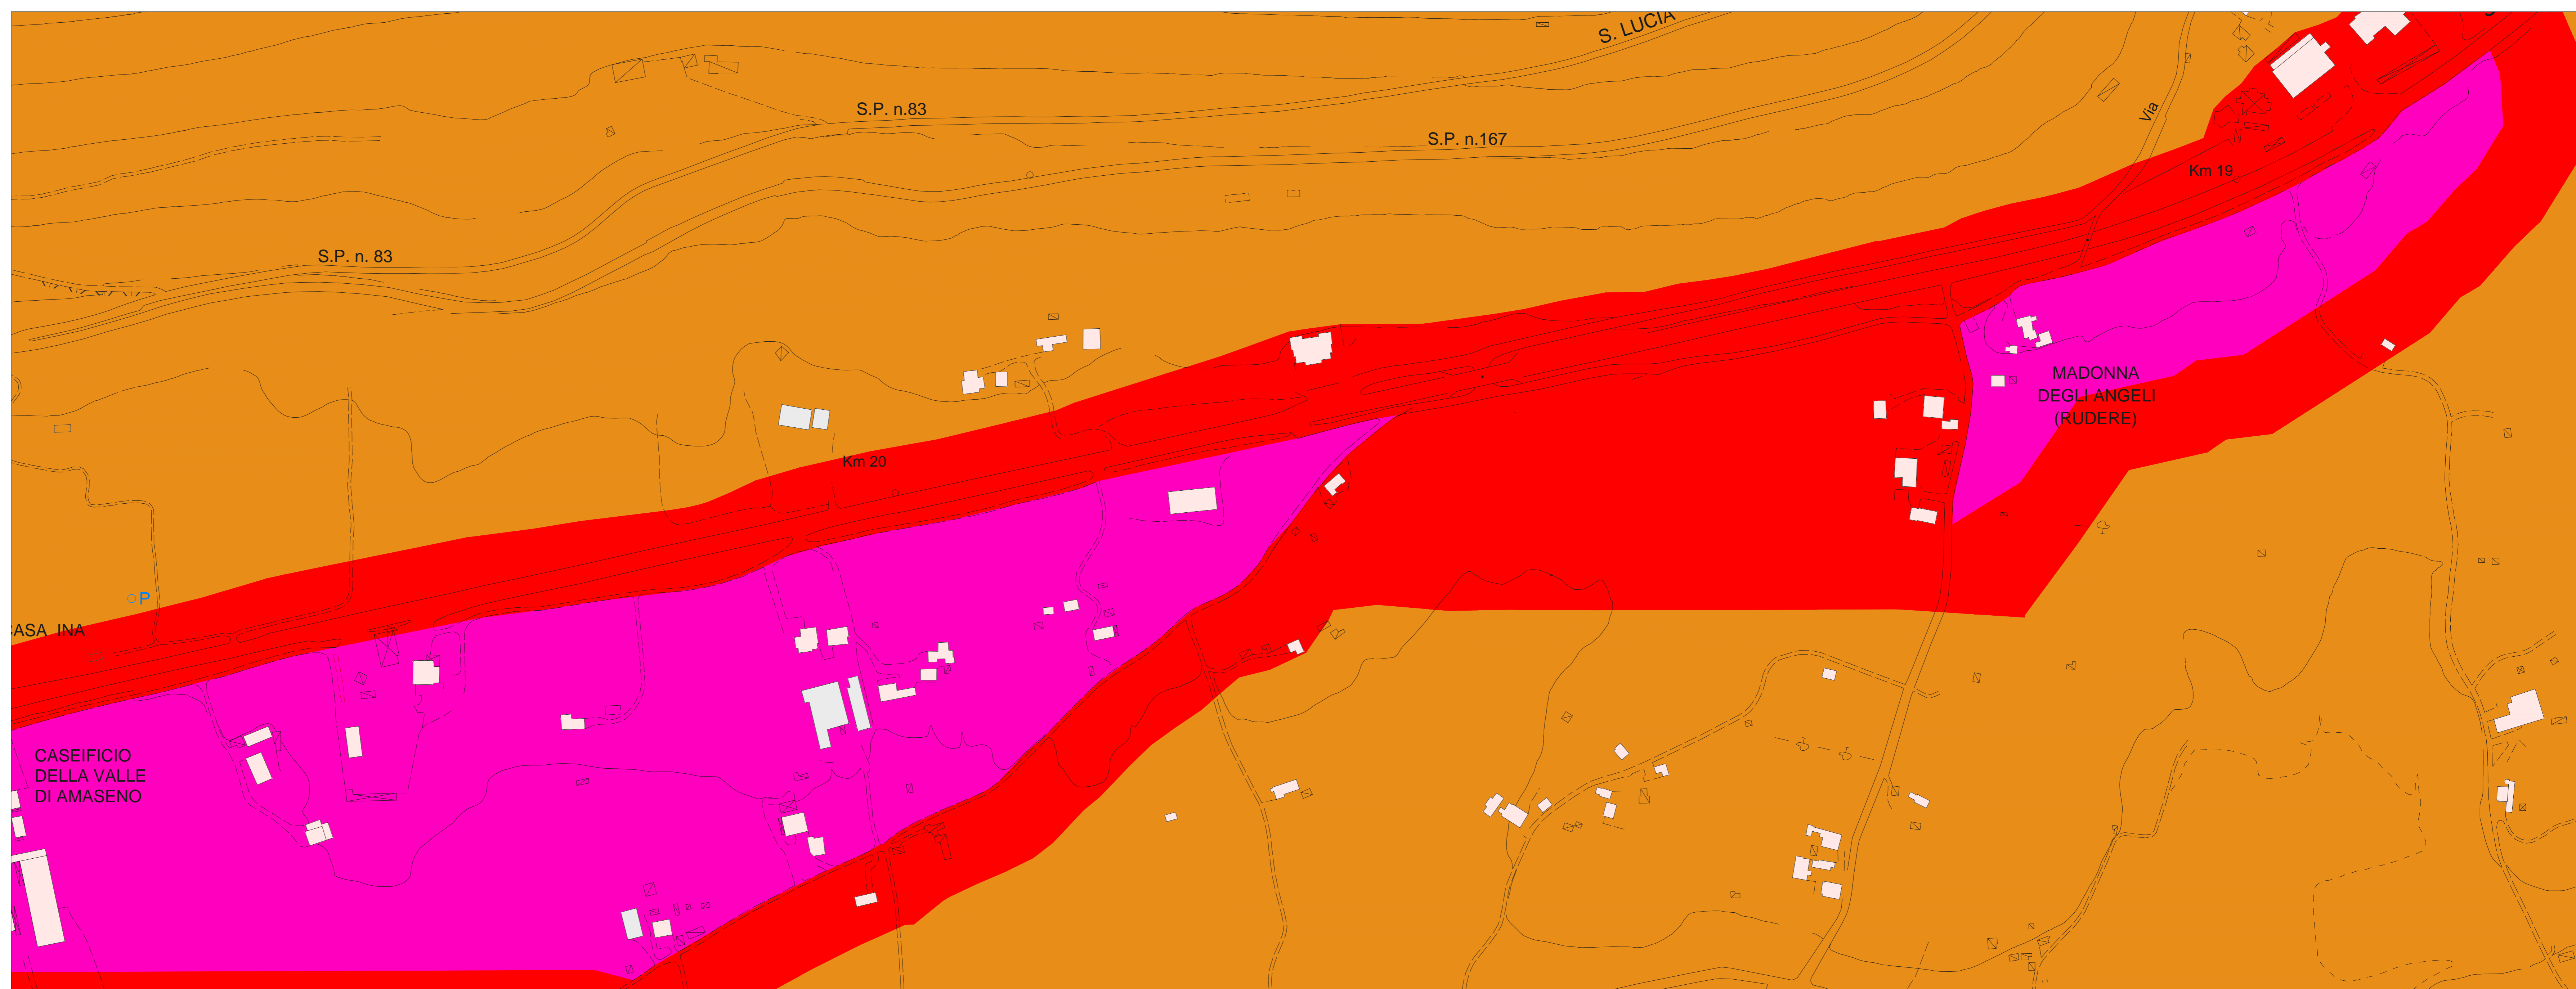 S. LUCIA
S.P. n.83
S.P. n.167
Via
Km 19
S.P. n. 83
MADONNA
DEGLI ANGELI
(RUDERE)
Km 20
P
CASA INA
CASEIFICIO
DELLA VALLE
DI AMASENO